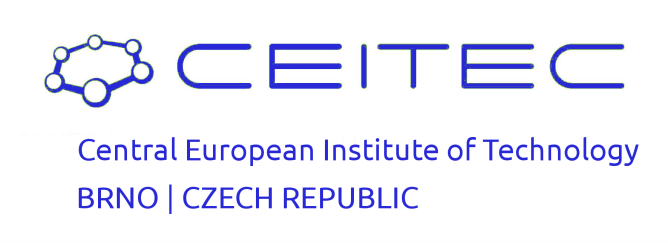 CEITEC
Central European Institute of Technology
BRNO | CZECH REPUBLIC